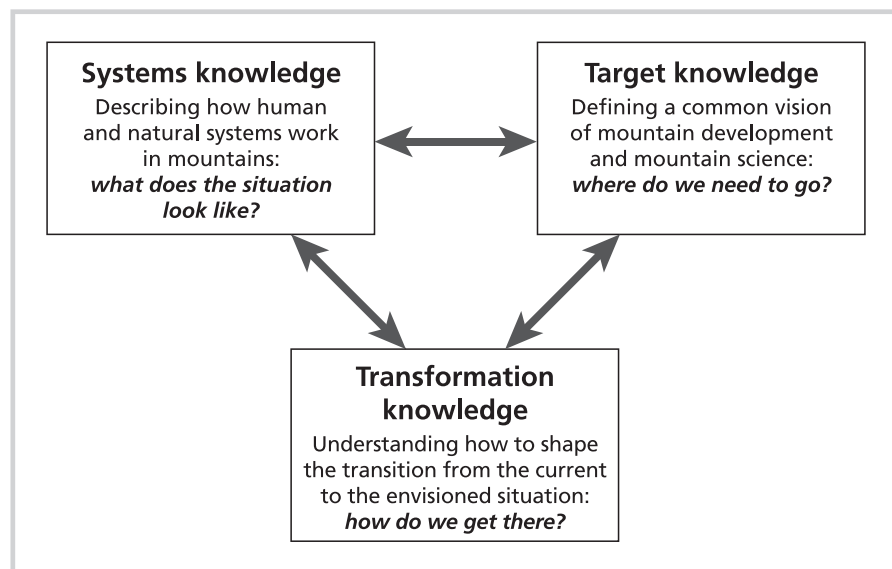 Systems knowledge
Describing how human
and natural systems work
in mountains:
what does the situation
look like?
Target knowledge
Defining a common vision
of mountain development
and mountain science:
where do we need to go?
Transformation
knowledge
Understanding how to shape
the transition from the current
to the envisioned situation:
how do we get there?